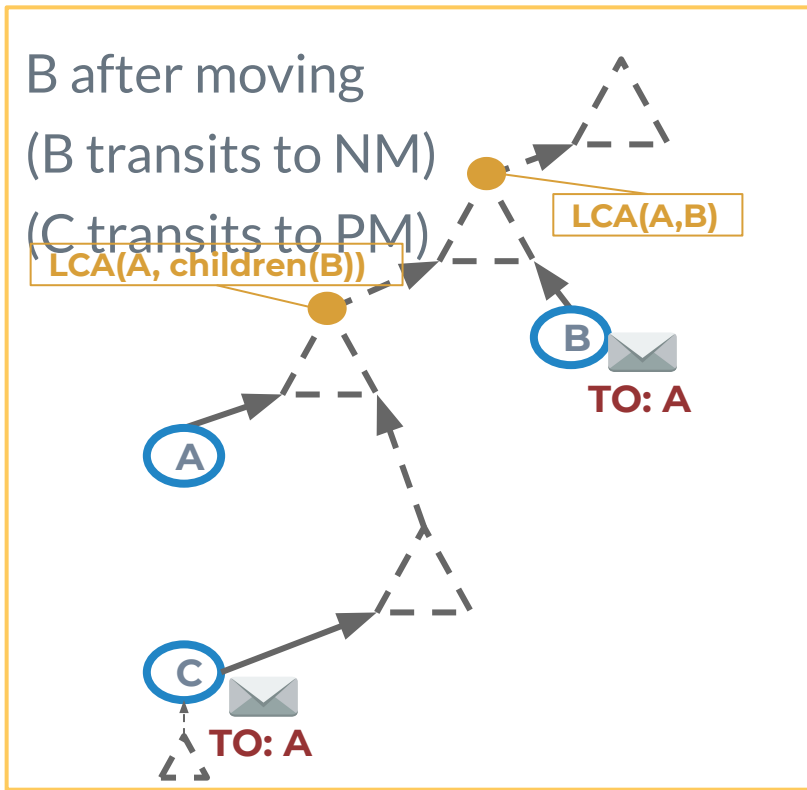 B after moving
(B transits to NM)
(C transits to PM)
LCA(A,B)
LCA(A, children(B))
B
TO: A
A
C
TO: A